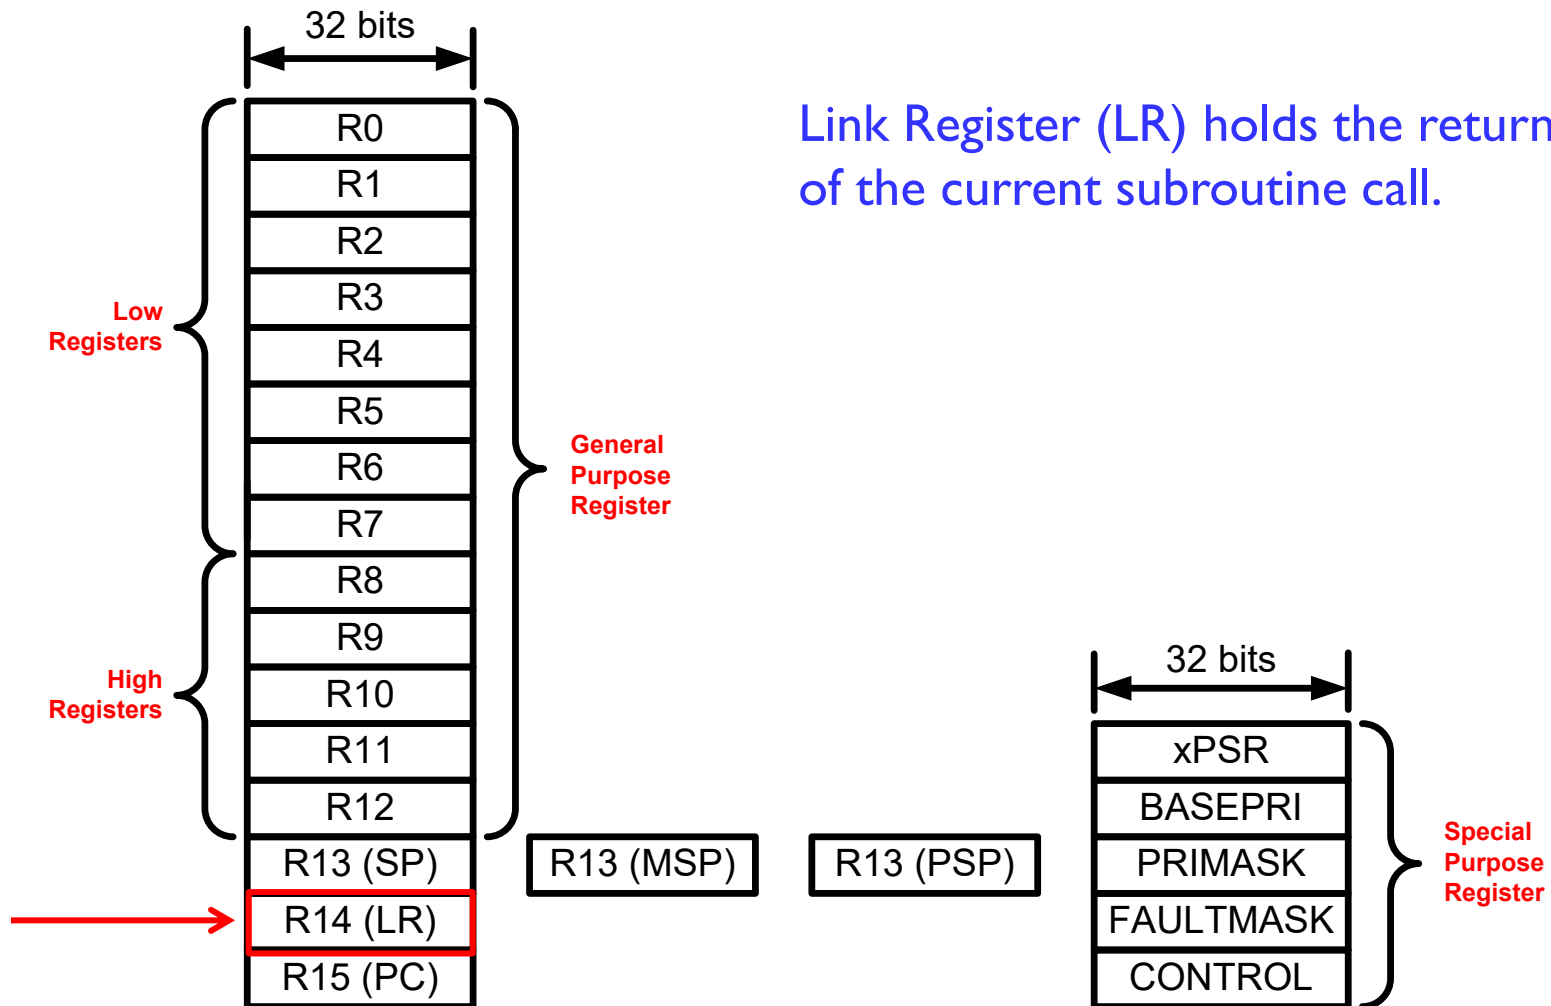 32 bits
Link Register (LR) holds the return
of the current subroutine call.
R0
R1
R2
R3
R4
R5
R6
R7
R8
R9
R10
R11
R12
R13 (SP)
R14 (LR)
R15 (PC)
Low
Registers
High
Registers
General
Purpose
Register
R13 (MSP)
R13 (PSP)
32 bits
xPSR
BASEPRI
PRIMASK
FAULTMASK
CONTROL
Special
Purpose
Register